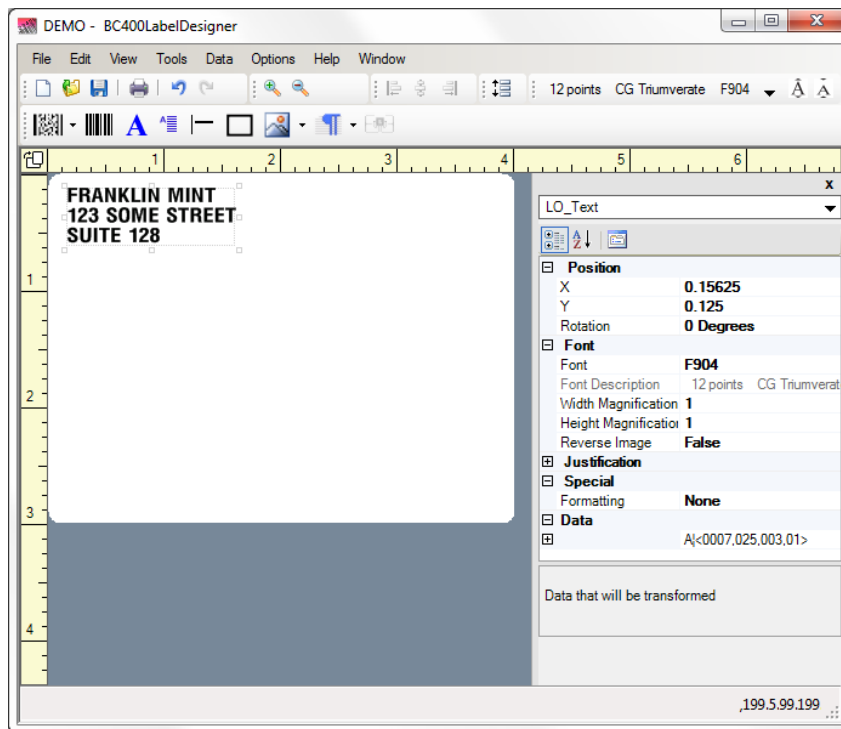 DEMO - BC400LabelDesigner
File Edit View Tools Data Options Help Window
12 points CG Triumverate F904 Â Ă
A A
1 2 3 4 5 6
FRANKLIN MINT
123 SOME STREET
SUITE 128
1
2
3
4
x
LO_Text
A
Z
Position
X 0.15625
Y 0.125
Rotation 0 Degrees
Font
Font F904
Font Description 12 points CG Triumverat
Width Magnification 1
Height Magnification 1
Reverse Image False
Justification
Special
Formatting None
Data
A|<0007,025,003,01>
Data that will be transformed
,199.5.99.199